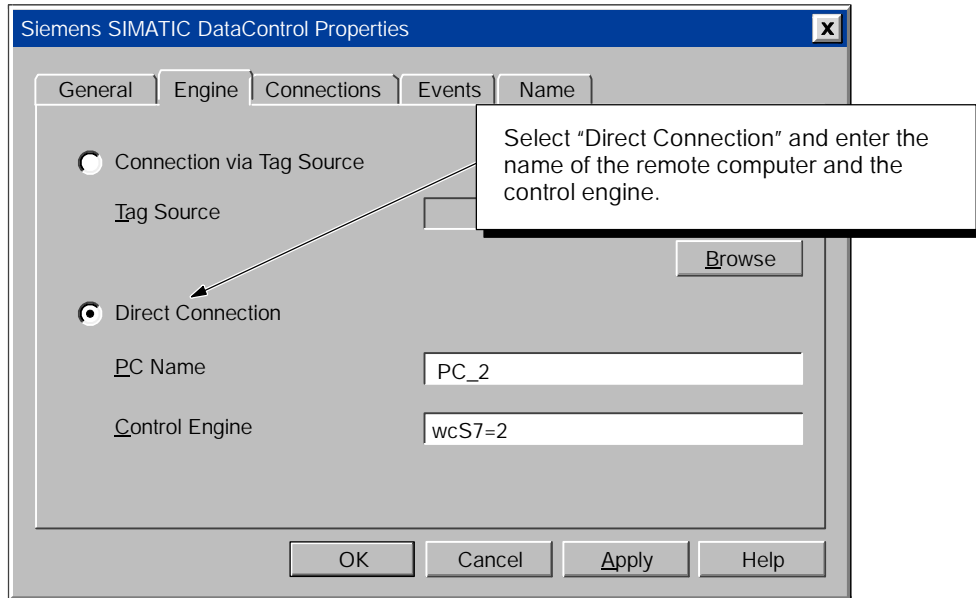 Siemens SIMATIC DataControl Properties
X
General
Engine
Connections
Events
Name
Select “Direct Connection” and enter the
name of the remote computer and the
control engine.
Connection via Tag Source
Tag Source
Browse
Direct Connection
PC Name
PC_2
Control Engine
wcS7=2
OK
Cancel
Apply
Help